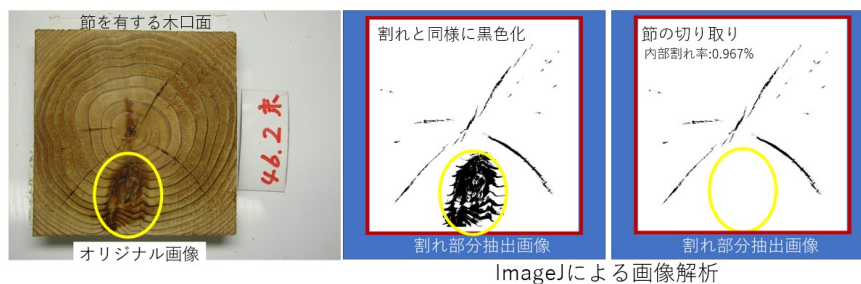 節を有する木口面
46.2
オリジナル画像
割れと同様に黒色化
割れ部分抽出画像
節の切り取り
内部割れ率:0.967%
割れ部分抽出画像
ImageJによる画像解析